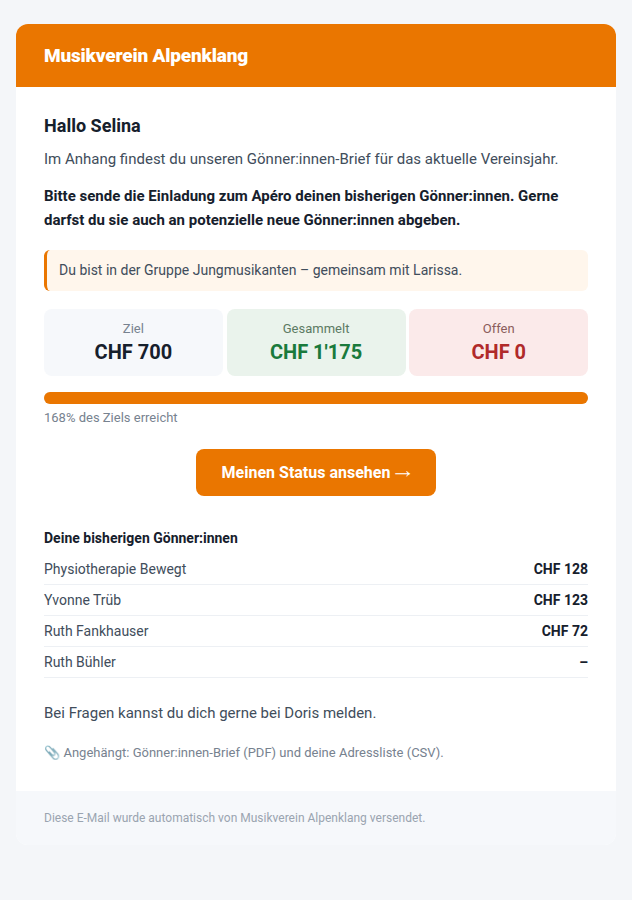 Musikverein Alpenklang
Hallo Selina
Im Anhang findest du unseren Gönner:innen-Brief für das aktuelle Vereinsjahr.
Bitte sende die Einladung zum Apéro deinen bisherigen Gönner:innen. Gerne
darfst du sie auch an potenzielle neue Gönner:innen abgeben.
Du bist in der Gruppe Jungmusikanten – gemeinsam mit Larissa.
Ziel
CHF 700
Gesammelt
CHF 1'175
Offen
CHF 0
168% des Ziels erreicht
Meinen Status ansehen →
Deine bisherigen Gönner:innen
Physiotherapie Bewegt CHF 128
Yvonne Trüb CHF 123
Ruth Fankhauser CHF 72
Ruth Bühler –
Bei Fragen kannst du dich gerne bei Doris melden.
📎 Angehängt: Gönner:innen-Brief (PDF) und deine Adressliste (CSV).
Diese E-Mail wurde automatisch von Musikverein Alpenklang versendet.